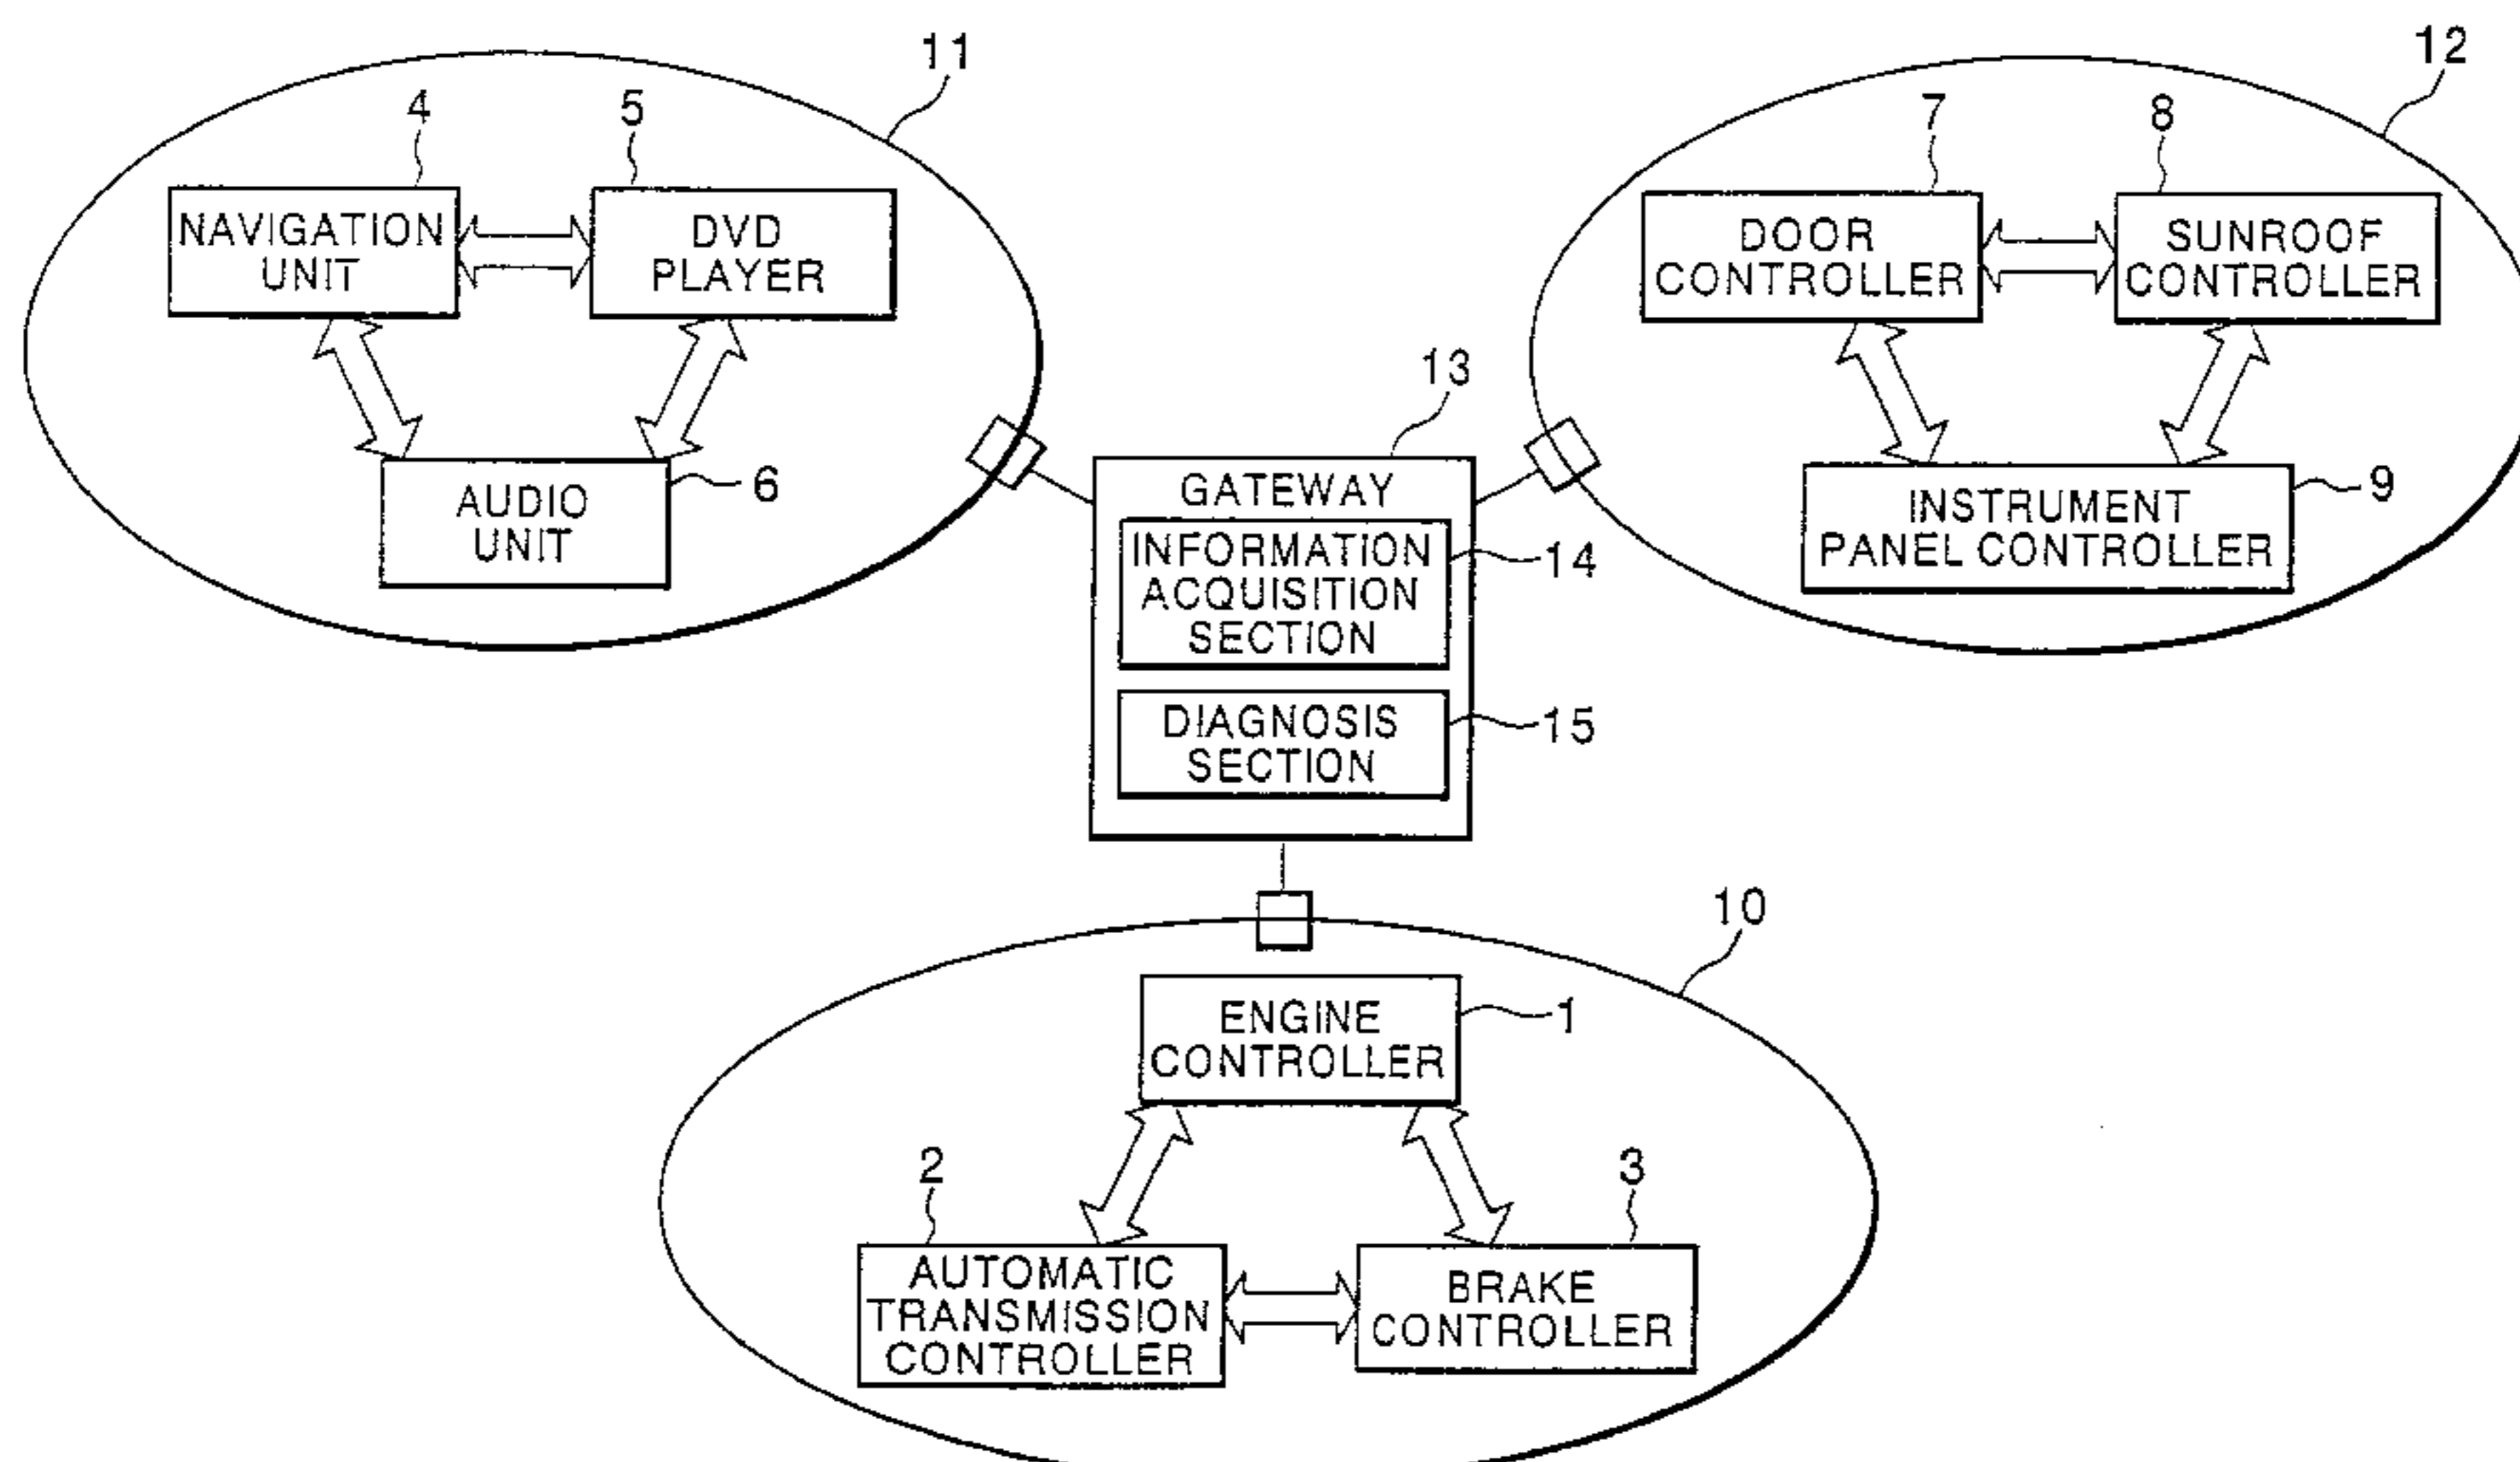 11
12
4
5
7
8
NAVIGATION
UNIT
DVD
PLAYER
DOOR
CONTROLLER
SUNROOF
CONTROLLER
13
AUDIO
UNIT
6
GATEWAY
INFORMATION
ACQUISITION
SECTION
14
DIAGNOSIS
SECTION
15
INSTRUMENT
PANEL CONTROLLER
9
10
ENGINE
CONTROLLER
1
2
3
AUTOMATIC
TRANSMISSION
CONTROLLER
BRAKE
CONTROLLER